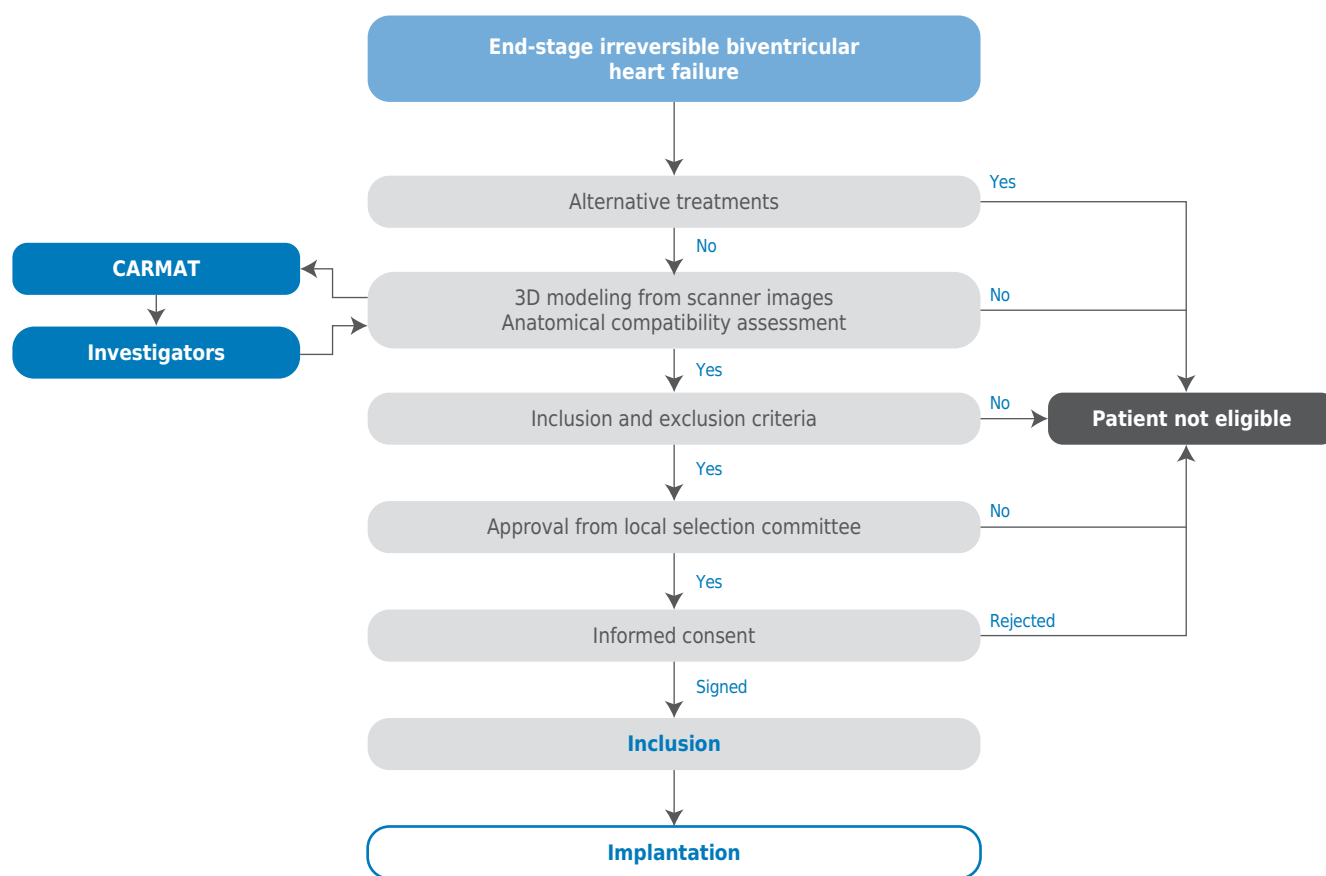 End-stage irreversible biventricular
heart failure
Alternative treatments
Yes
No
CARMAT
3D modeling from scanner images
Anatomical compatibility assessment
No
Investigators
Yes
Inclusion and exclusion criteria
No
Patient not eligible
Yes
Approval from local selection committee
No
Yes
Informed consent
Rejected
Signed
Inclusion
Implantation